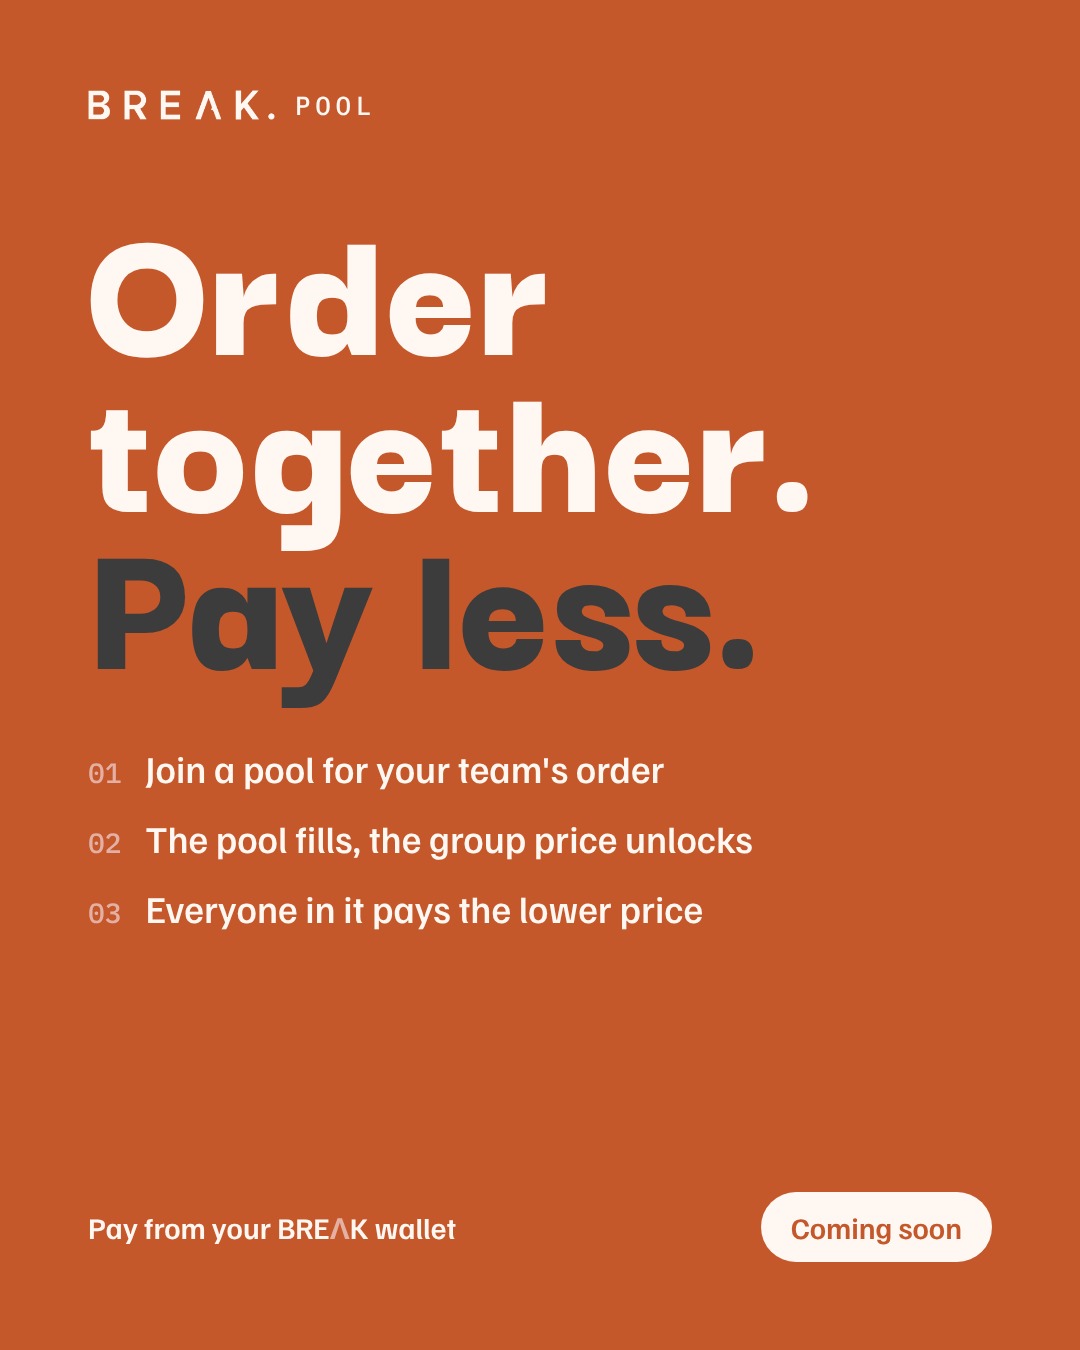 BREΛK. POOL
Order
together.
Pay less.
01 Join a pool for your team's order
02 The pool fills, the group price unlocks
03 Everyone in it pays the lower price
Pay from your BREΛK wallet
Coming soon